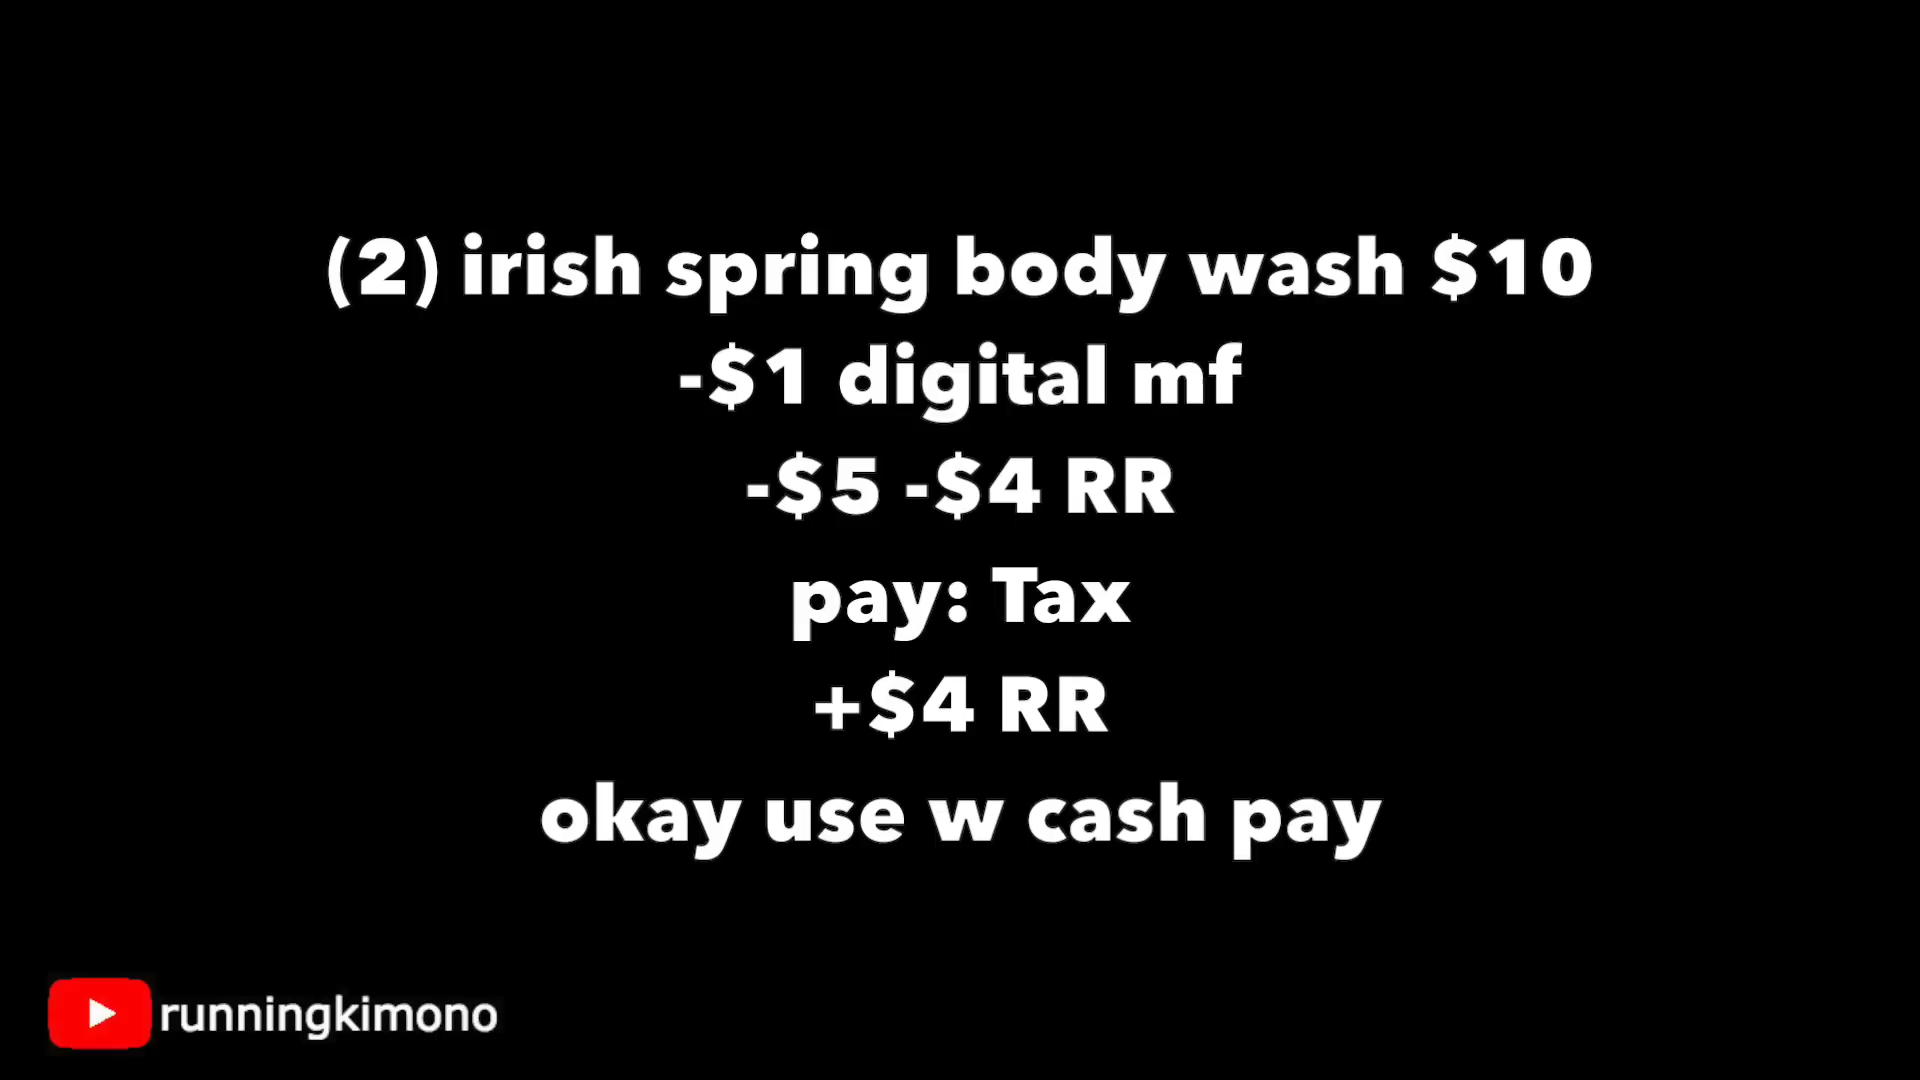 (2) irish spring body wash $10
-$1 digital mf
-$5 -$4 RR
pay: Tax
+$4 RR
okay use w cash pay
runningkimono